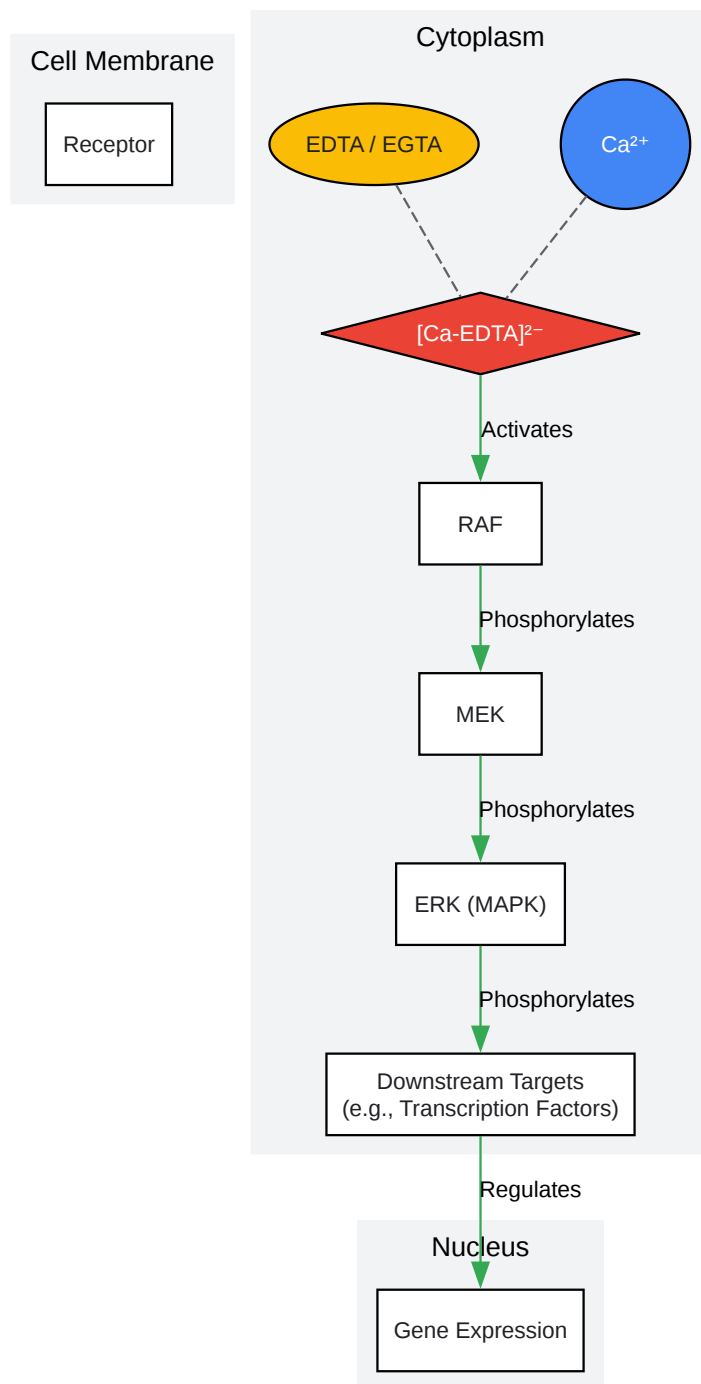 Cell Membrane
Receptor
Cytoplasm
EDTA / EGTA
Ca²⁺
[Ca-EDTA]²⁻
Activates
RAF
Phosphorylates
MEK
Phosphorylates
ERK (MAPK)
Phosphorylates
Downstream Targets
(e.g., Transcription Factors)
Regulates
Nucleus
Gene Expression